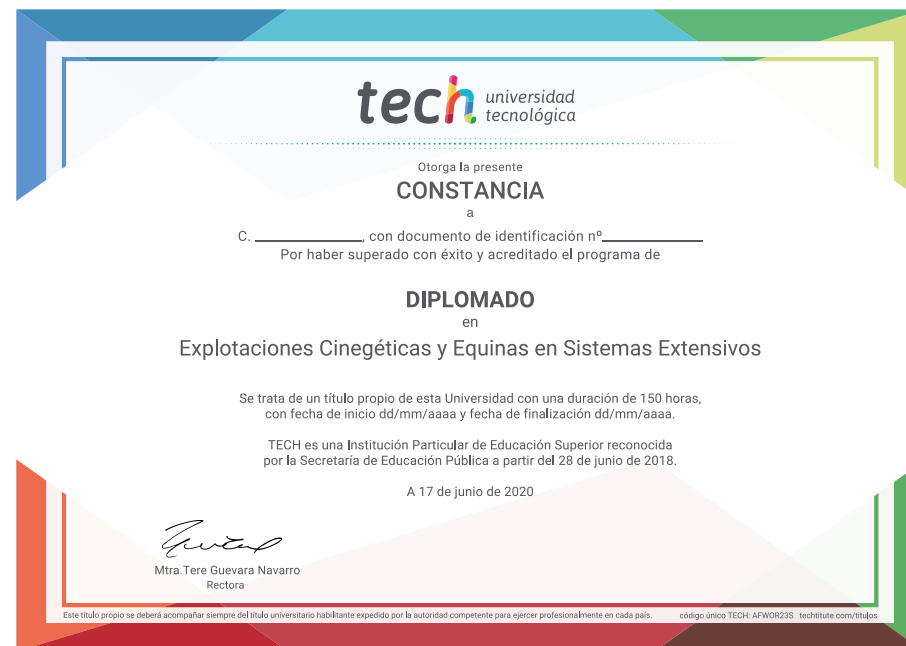 tech universidad
tecnológica
Otorga la presente
CONSTANCIA
a
C. ____________, con documento de identificación nº____________
Por haber superado con éxito y acreditado el programa de
DIPLOMADO
en
Explotaciones Cinegéticas y Equinas en Sistemas Extensivos
Se trata de un título propio de esta Universidad con una duración de 150 horas,
con fecha de inicio dd/mm/aaaa y fecha de finalización dd/mm/aaaa.
TECH es una Institución Particular de Educación Superior reconocida
por la Secretaría de Educación Pública a partir del 28 de junio de 2018.
A 17 de junio de 2020
Mtra.Tere Guevara Navarro
Rectora
Este título propio se deberá acompañar siempre del título universitario habilitante expedido por la autoridad competente para ejercer profesionalmente en cada país. código único TECH: AFWOR23S techtitute.com/titulos